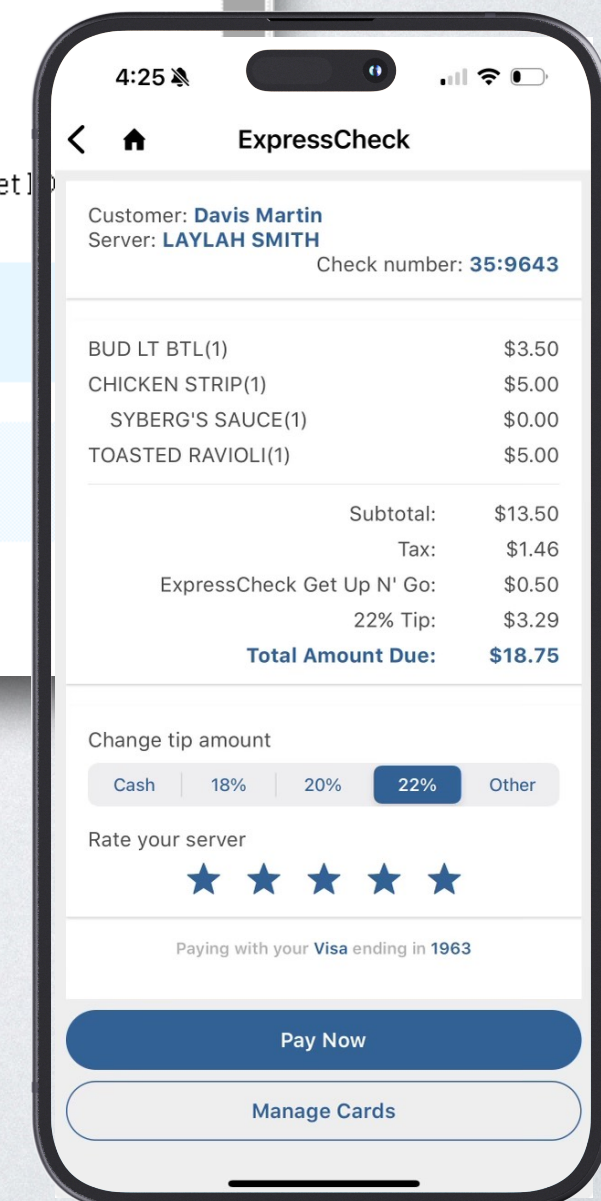 4:25
ExpressCheck
Customer: Davis Martin
Server: LAYLAH SMITH
Check number: 35:9643
BUD LT BTL(1) $3.50
CHICKEN STRIP(1) $5.00
SYBERG'S SAUCE(1) $0.00
TOASTED RAVIOLI(1) $5.00
Subtotal: $13.50
Tax: $1.46
ExpressCheck Get Up N' Go: $0.50
22% Tip: $3.29
Total Amount Due: $18.75
Change tip amount
Cash 18% 20% 22% Other
Rate your server
Paying with your Visa ending in 1963
Pay Now
Manage Cards